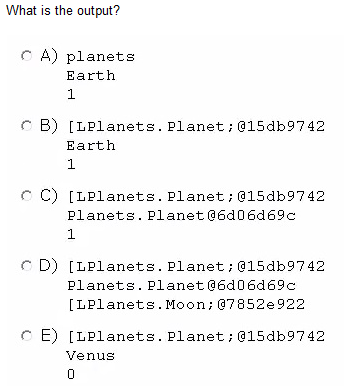 What is the output?
A) planets
Earth
1
B) [LPlanets.Planet;@15db9742
Earth
1
C) [LPlanets.Planet;@15db9742
Planets.Planet@6d06d69c
1
D) [LPlanets.Planet;@15db9742
Planets.Planet@6d06d69c
[LPlanets.Moon;@7852e922
E) [LPlanets.Planet;@15db9742
Venus
0